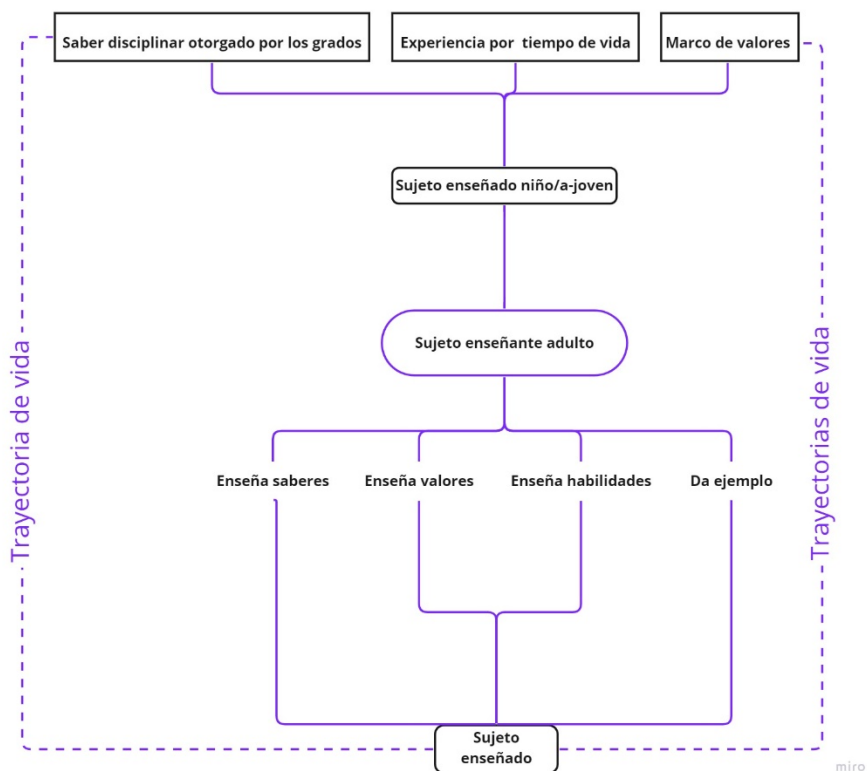 Saber disciplinar otorgado por los grados
Experiencia por tiempo de vida
Marco de valores
Sujeto enseñado niño/a-joven
Sujeto enseñante adulto
Trayectoria de vida
Trayectorias de vida
Enseña saberes
Enseña valores
Enseña habilidades
Da ejemplo
Sujeto
enseñado
miro